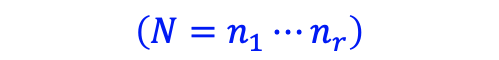 (N = n₁ ⋯ nᵣ)